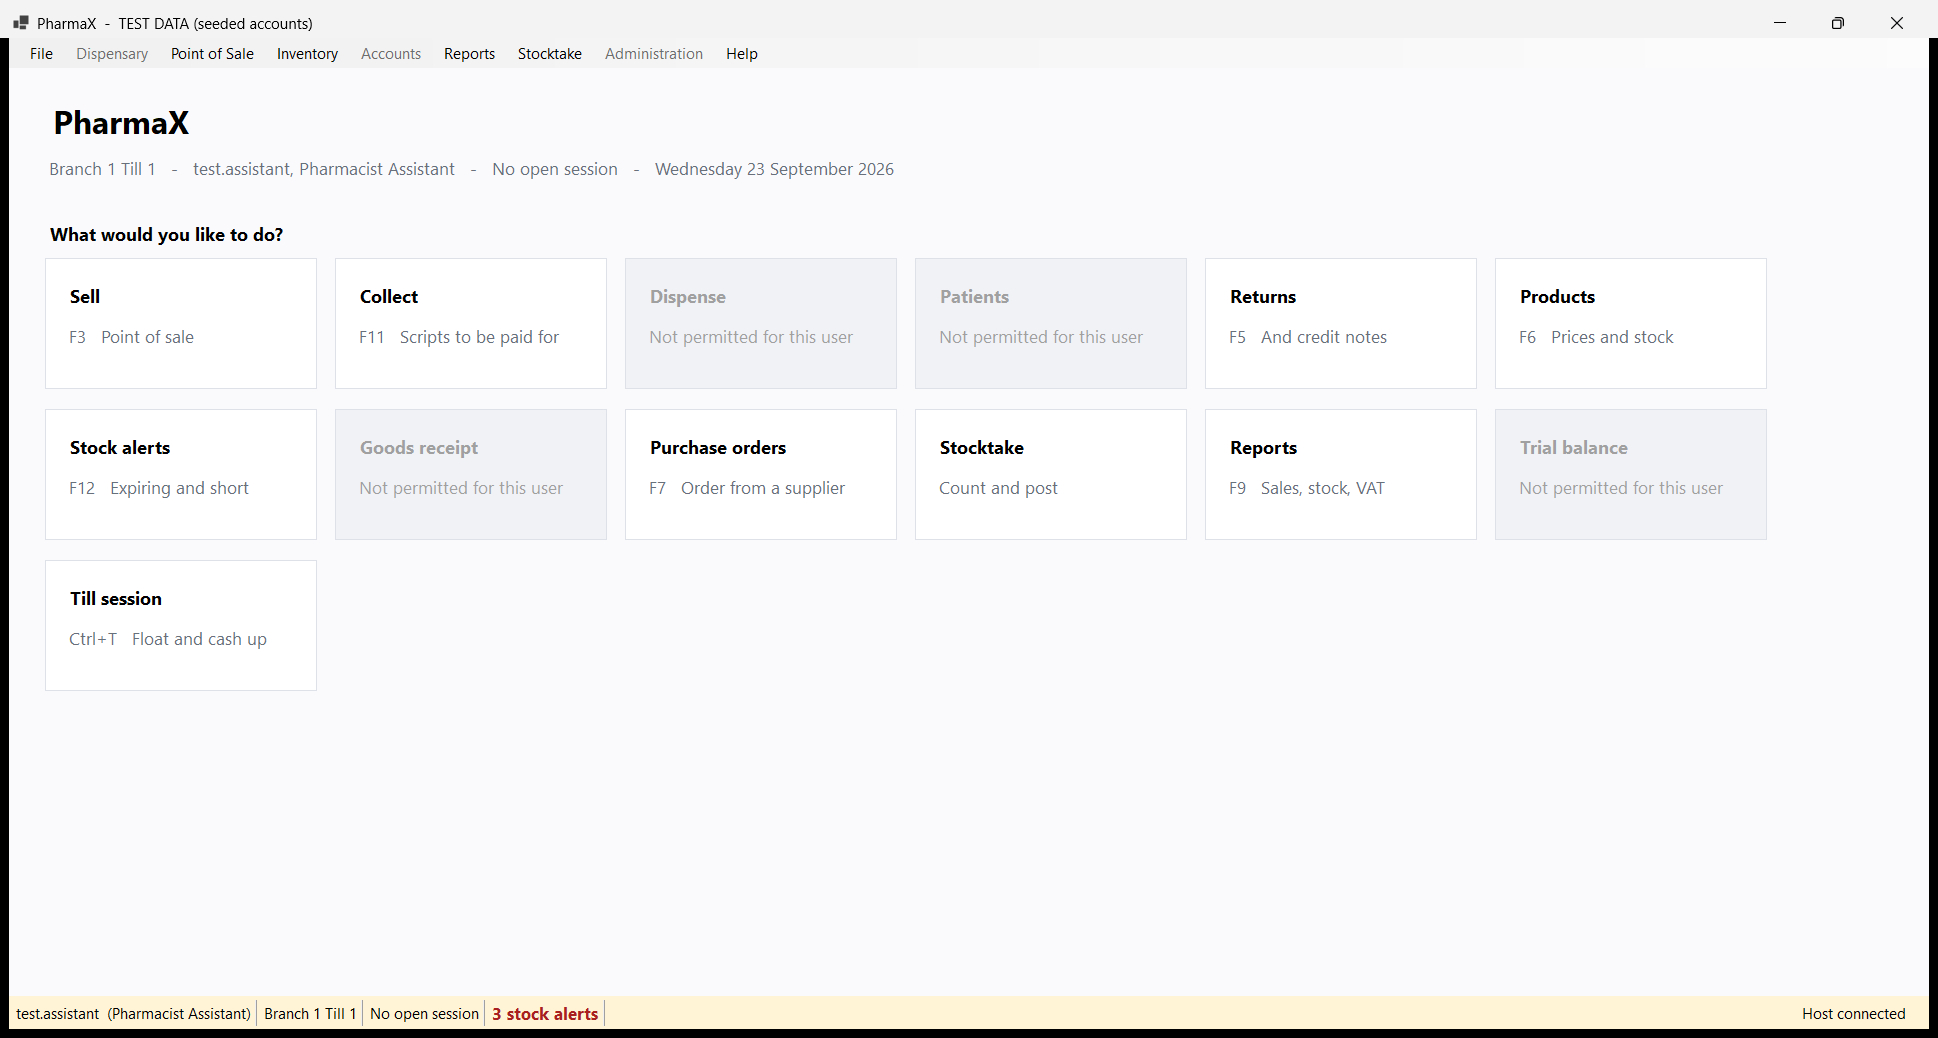 PharmaX - TEST DATA (seeded accounts)
File Dispensary Point of Sale Inventory Accounts Reports Stocktake Administration Help
PharmaX
Branch 1 Till 1 - test.assistant, Pharmacist Assistant - No open session - Wednesday 23 September 2026
What would you like to do?
Sell Collect Dispense Patients Returns Products
F3 Point of sale F11 Scripts to be paid for Not permitted for this user Not permitted for this user F5 And credit notes F6 Prices and stock
Stock alerts Goods receipt Purchase orders Stocktake Reports Trial balance
F12 Expiring and short Not permitted for this user F7 Order from a supplier Count and post F9 Sales, stock, VAT Not permitted for this user
Till session
Ctrl+T Float and cash up
test.assistant (Pharmacist Assistant) Branch 1 Till 1 No open session 3 stock alerts Host connected